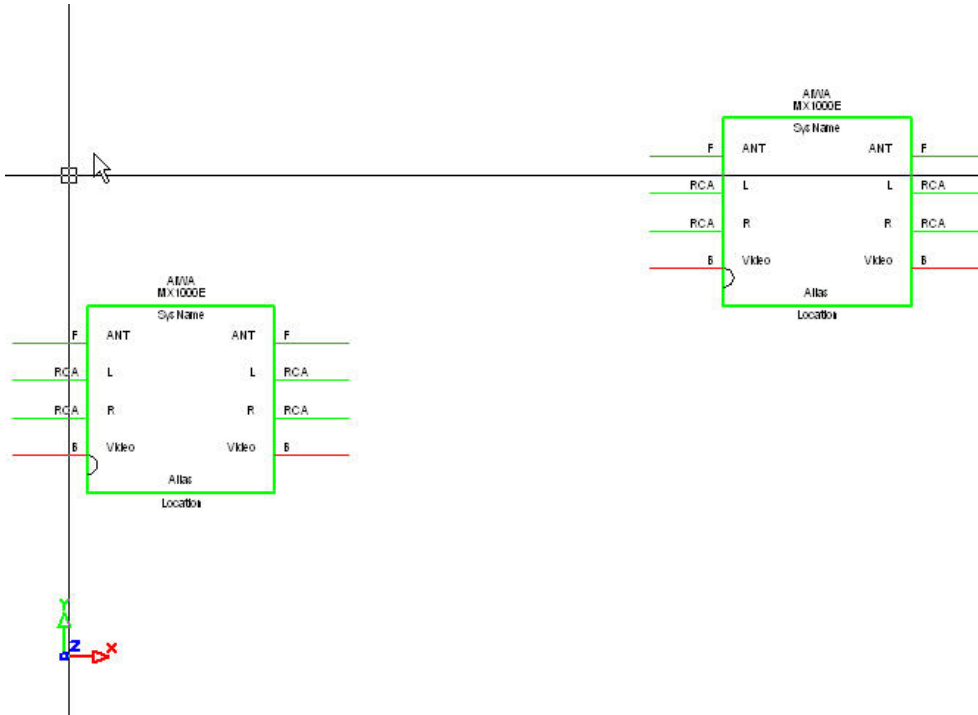 AIWA
MX1000E
Sys Name
F ANT ANT F
RCA L L RCA
RCA R R RCA
B Video Video B
Alias
Location
AIWA
MX1000E
Sys Name
F ANT ANT F
RCA L L RCA
RCA R R RCA
B Video Video B
Alias
Location
Y
Z X